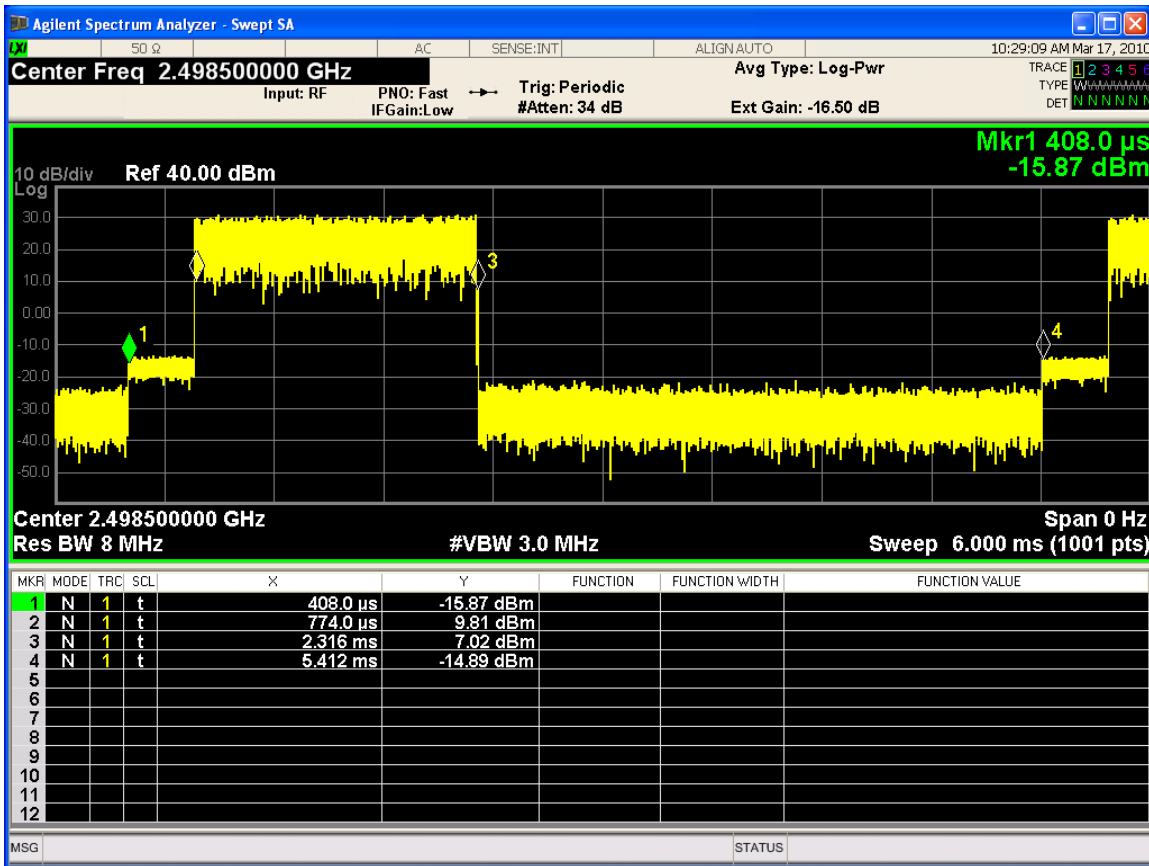 Agilent Spectrum Analyzer - Swept SA
LXI 50 Ω AC SENSE:INT ALIGN AUTO 10:29:09 AM Mar 17, 2010
Center Freq 2.498500000 GHz Avg Type: Log-Pwr TRACE 1 2 3 4 5 6
Input: RF PNO: Fast Trig: Periodic TYPE WWWWWW
IFGain:Low #Atten: 34 dB Ext Gain: -16.50 dB DET N N N N N N
Mkr1 408.0 µs
10 dB/div Ref 40.00 dBm -15.87 dBm
Log
30.0
20.0
3
10.0
0.00
1
4
-10.0
-20.0
-30.0
-40.0
-50.0
Center 2.498500000 GHz Span 0 Hz
Res BW 8 MHz #VBW 3.0 MHz Sweep 6.000 ms (1001 pts)
MKR MODE TRC SCL X Y FUNCTION FUNCTION WIDTH FUNCTION VALUE
1 N 1 t 408.0 µs -15.87 dBm
2 N 1 t 774.0 µs 9.81 dBm
3 N 1 t 2.316 ms 7.02 dBm
4 N 1 t 5.412 ms -14.89 dBm
5
6
7
8
9
10
11
12
MSG STATUS